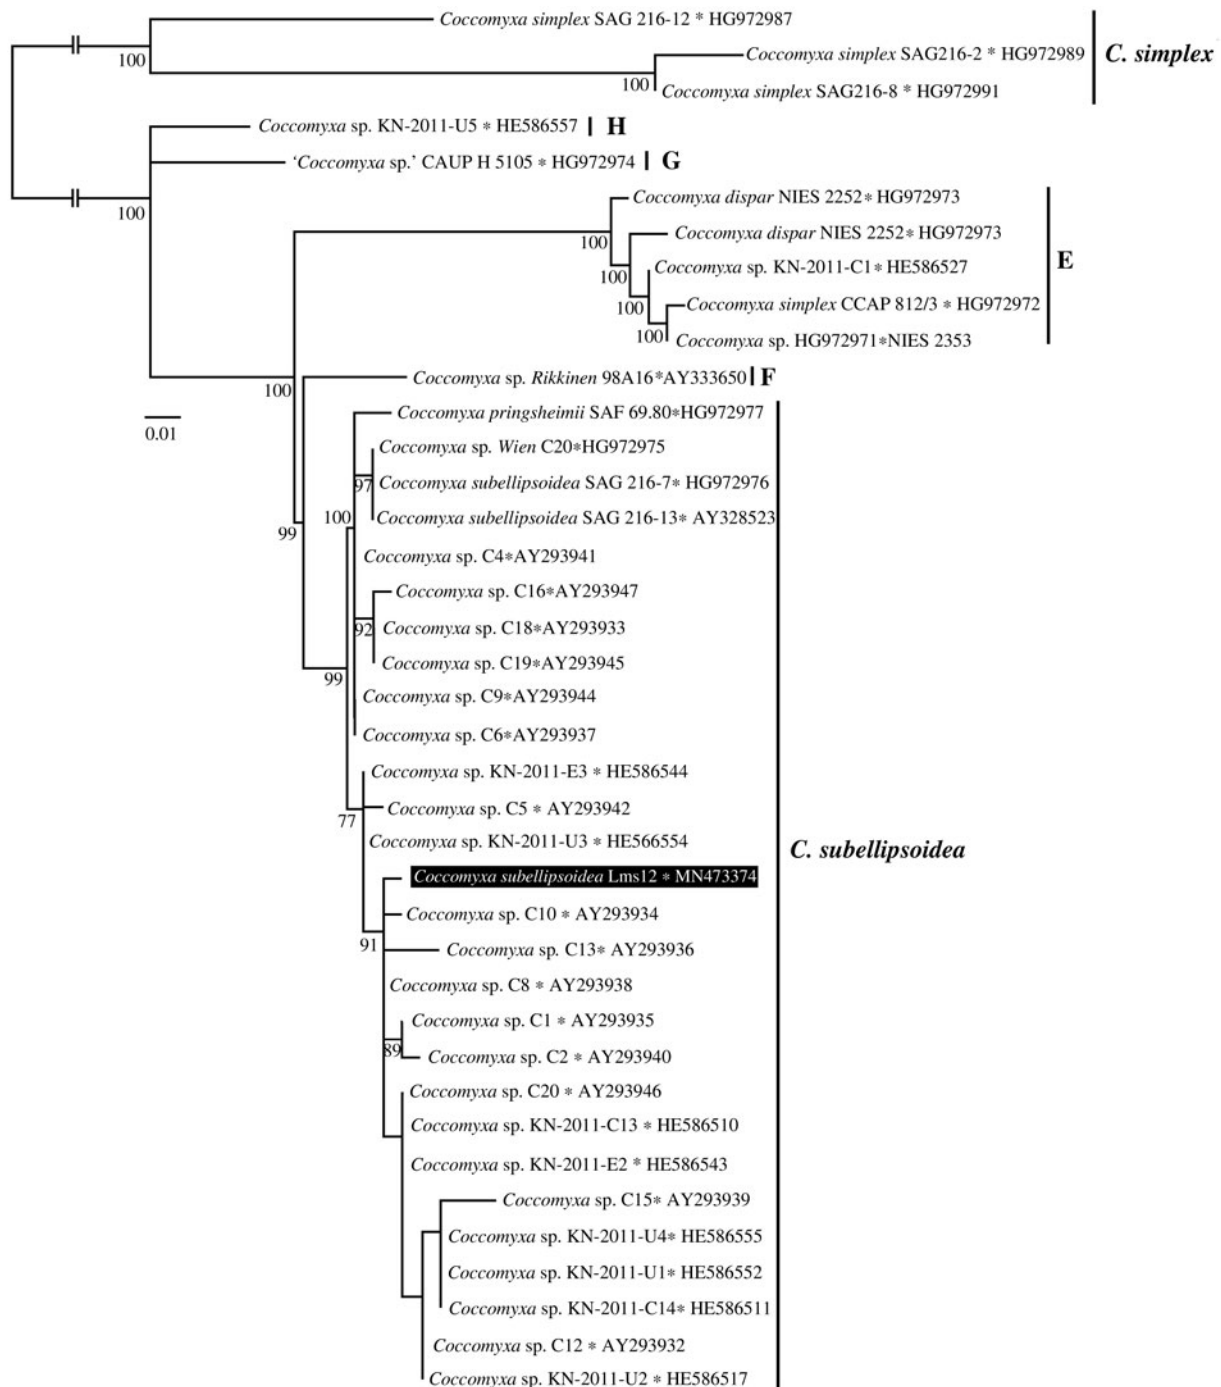 Coccomyxa simplex SAG 216-12 * HG972987
100
Coccomyxa simplex SAG216-2 * HG972989
C. simplex
100
Coccomyxa simplex SAG216-8 * HG972991
Coccomyxa sp. KN-2011-U5 * HE586557
H
'Coccomyxa sp.' CAUP H 5105 * HG972974
G
100
Coccomyxa dispar NIES 2252* HG972973
100
Coccomyxa dispar NIES 2252* HG972973
E
100
Coccomyxa sp. KN-2011-C1* HE586527
100
Coccomyxa simplex CCAP 812/3 * HG972972
100
Coccomyxa sp. HG972971*NIES 2353
100
Coccomyxa sp. Rikkinen 98A16*AY333650
F
0.01
Coccomyxa pringsheimii SAF 69.80*HG972977
Coccomyxa sp. Wien C20*HG972975
97
Coccomyxa subellipsoidea SAG 216-7* HG972976
100
Coccomyxa subellipsoidea SAG 216-13* AY328523
99
Coccomyxa sp. C4*AY293941
Coccomyxa sp. C16*AY293947
92
Coccomyxa sp. C18*AY293933
Coccomyxa sp. C19*AY293945
99
Coccomyxa sp. C9*AY293944
Coccomyxa sp. C6*AY293937
Coccomyxa sp. KN-2011-E3 * HE586544
77
Coccomyxa sp. C5 * AY293942
Coccomyxa sp. KN-2011-U3 * HE566554
C. subellipsoidea
Coccomyxa subellipsoidea Lms12 * MN473374
Coccomyxa sp. C10 * AY293934
91
Coccomyxa sp. C13* AY293936
Coccomyxa sp. C8 * AY293938
Coccomyxa sp. C1 * AY293935
89
Coccomyxa sp. C2 * AY293940
Coccomyxa sp. C20 * AY293946
Coccomyxa sp. KN-2011-C13 * HE586510
Coccomyxa sp. KN-2011-E2 * HE586543
Coccomyxa sp. C15* AY293939
Coccomyxa sp. KN-2011-U4* HE586555
Coccomyxa sp. KN-2011-U1* HE586552
Coccomyxa sp. KN-2011-C14* HE586511
Coccomyxa sp. C12 * AY293932
Coccomyxa sp. KN-2011-U2 * HE586517